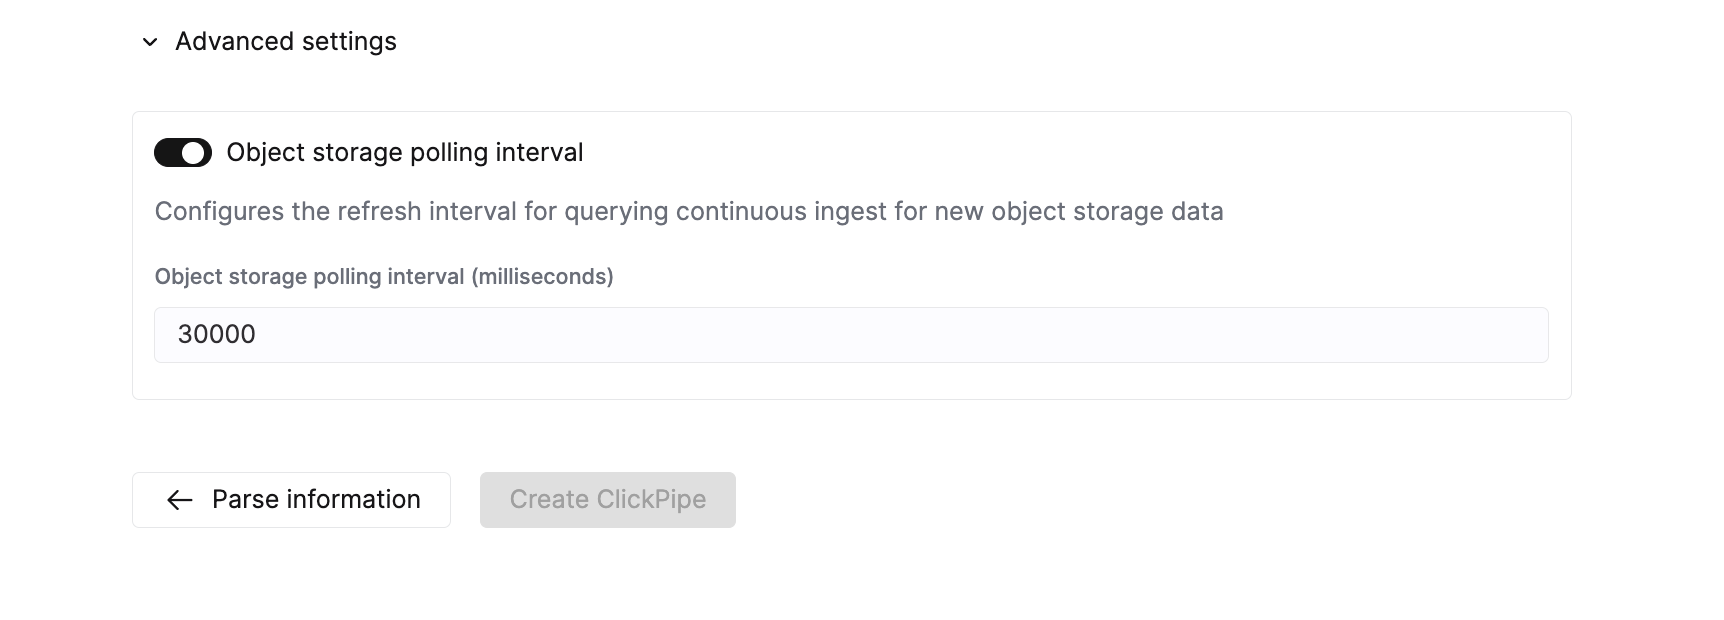 Advanced settings
Object storage polling interval
Configures the refresh interval for querying continuous ingest for new object storage data
Object storage polling interval (milliseconds)
30000
Parse information
Create ClickPipe